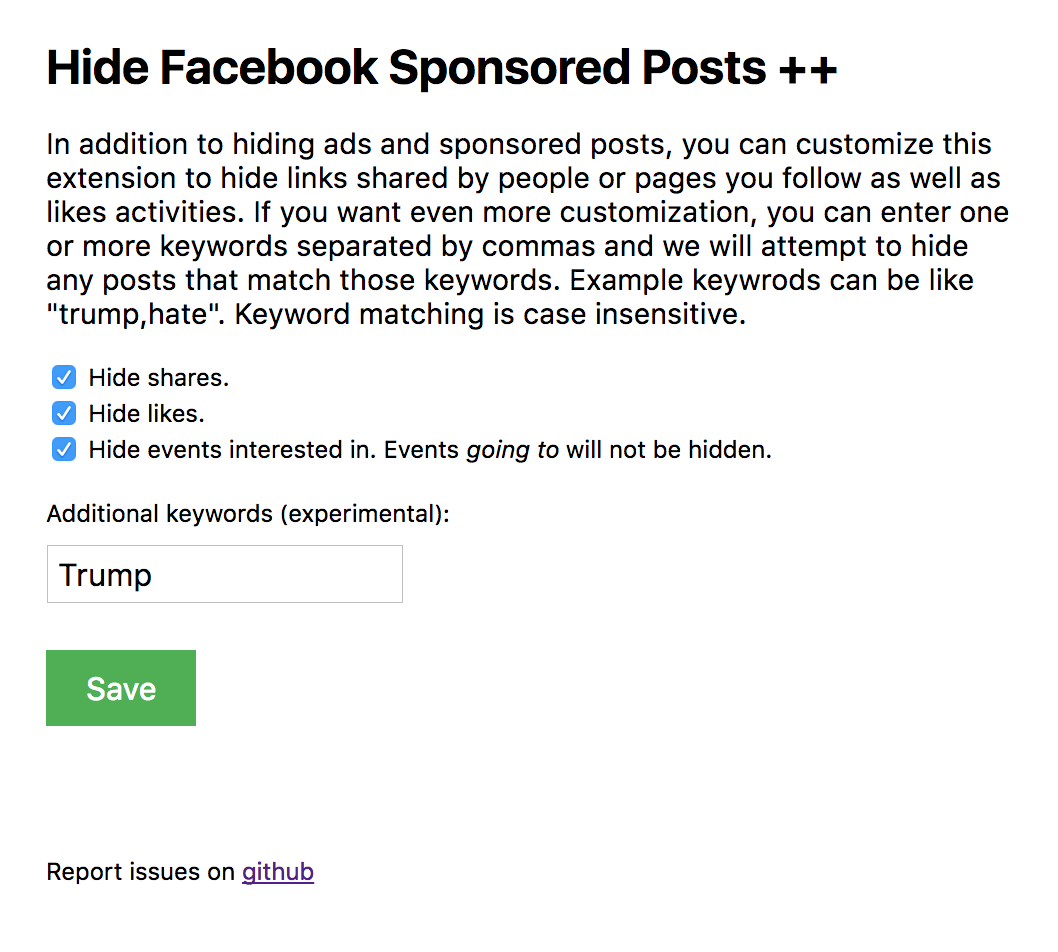 Hide Facebook Sponsored Posts ++
In addition to hiding ads and sponsored posts, you can customize this
extension to hide links shared by people or pages you follow as well as
likes activities. If you want even more customization, you can enter one
or more keywords separated by commas and we will attempt to hide
any posts that match those keywords. Example keywrods can be like
"trump,hate". Keyword matching is case insensitive.
Hide shares.
Hide likes.
Hide events interested in. Events going to will not be hidden.
Additional keywords (experimental):
Trump
Save
Report issues on github